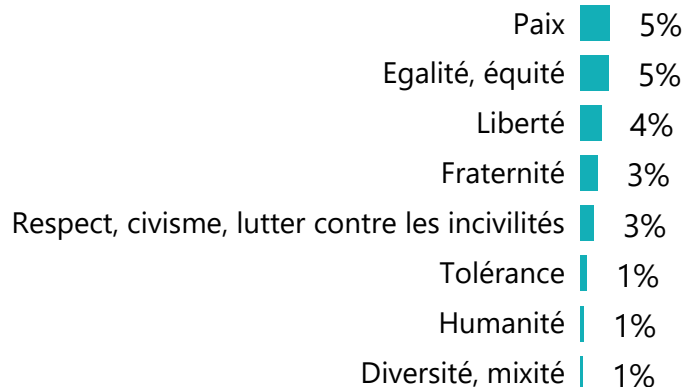 Paix 5%
Egalité, équité 5%
Liberté 4%
Fraternité 3%
Respect, civisme, lutter contre les incivilités 3%
Tolérance 1%
Humanité 1%
Diversité, mixité 1%